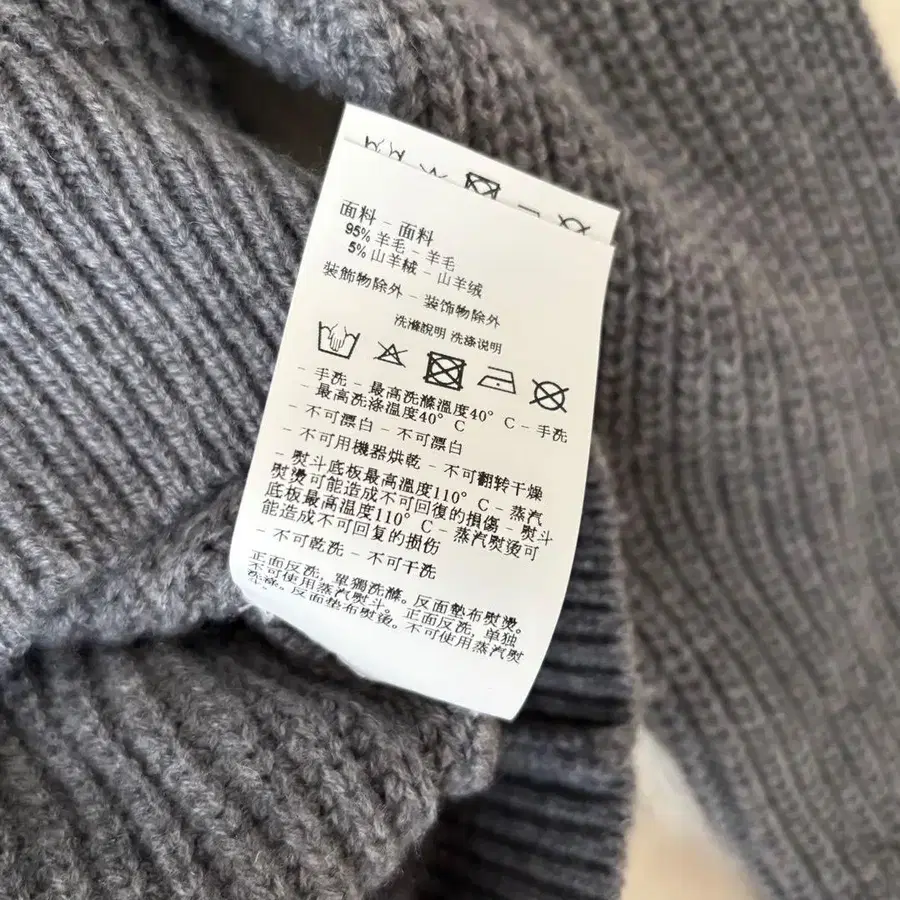 面料 - 面料
95% 羊毛 - 羊毛
5% 山羊絨 - 山羊绒
裝飾物除外 - 装饰物除外
洗滌說明 洗涤说明
- 手洗 - 最高洗滌溫度40° C - 手洗
- 最高洗涤温度40° C
- 不可漂白 - 不可漂白
- 不可用機器烘乾 - 不可翻转干燥
- 熨斗底板最高溫度110° C - 蒸汽
熨燙可能造成不可回復的損傷 - 熨斗
底板最高温度110° C - 蒸汽熨烫可
能造成不可回复的损伤
- 不可乾洗 - 不可干洗
正面反洗, 單獨洗滌。反面墊布熨燙。
不可使用蒸汽熨斗。正面反洗, 单独
洗涤。反面垫布熨烫。不可使用蒸汽熨